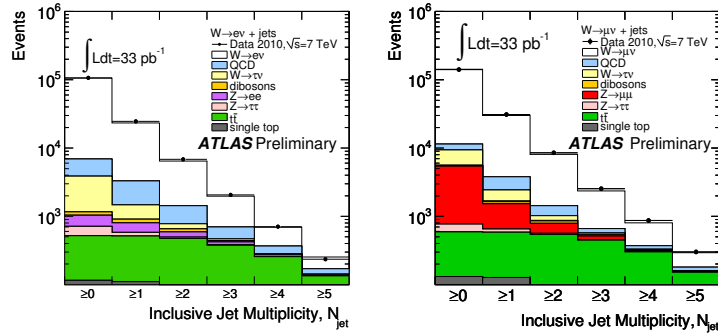 W→eν + jets
∫Ldt=33 pb⁻¹
Data 2010,√s=7 TeV
W→eν
QCD
W→τν
dibosons
Z→ee
Z→ττ
tt̄
single top
ATLAS Preliminary
Events
10⁵
10⁴
10³
≥0 ≥1 ≥2 ≥3 ≥4 ≥5
Inclusive Jet Multiplicity, N_jet
W→μν + jets
∫Ldt=33 pb⁻¹
Data 2010,√s=7 TeV
W→μν
QCD
W→τν
dibosons
Z→μμ
Z→ττ
tt̄
single top
ATLAS Preliminary
Events
10⁶
10⁵
10⁴
10³
≥0 ≥1 ≥2 ≥3 ≥4 ≥5
Inclusive Jet Multiplicity, N_jet